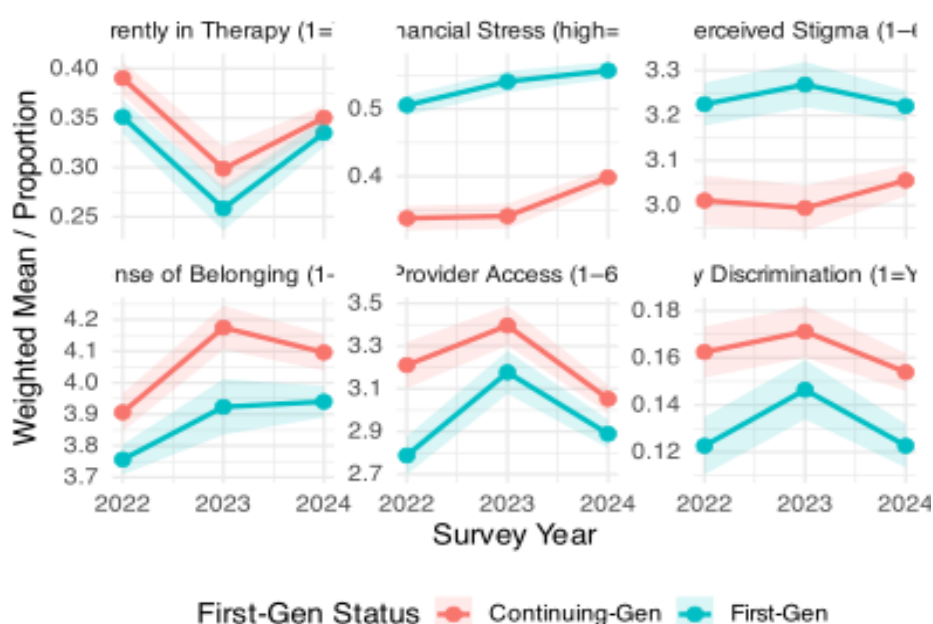 rently in Therapy (1=
nancial Stress (high=
erceived Stigma (1–6
0.40
0.35
0.30
0.25
0.5
0.4
3.3
3.2
3.1
3.0
Weighted Mean / Proportion
nse of Belonging (1-
Provider Access (1–6
y Discrimination (1=Y
4.2
4.1
4.0
3.9
3.8
3.7
3.5
3.3
3.1
2.9
2.7
0.18
0.16
0.14
0.12
2022 2023 2024 2022 2023 2024 2022 2023 2024
Survey Year
First-Gen Status Continuing-Gen First-Gen